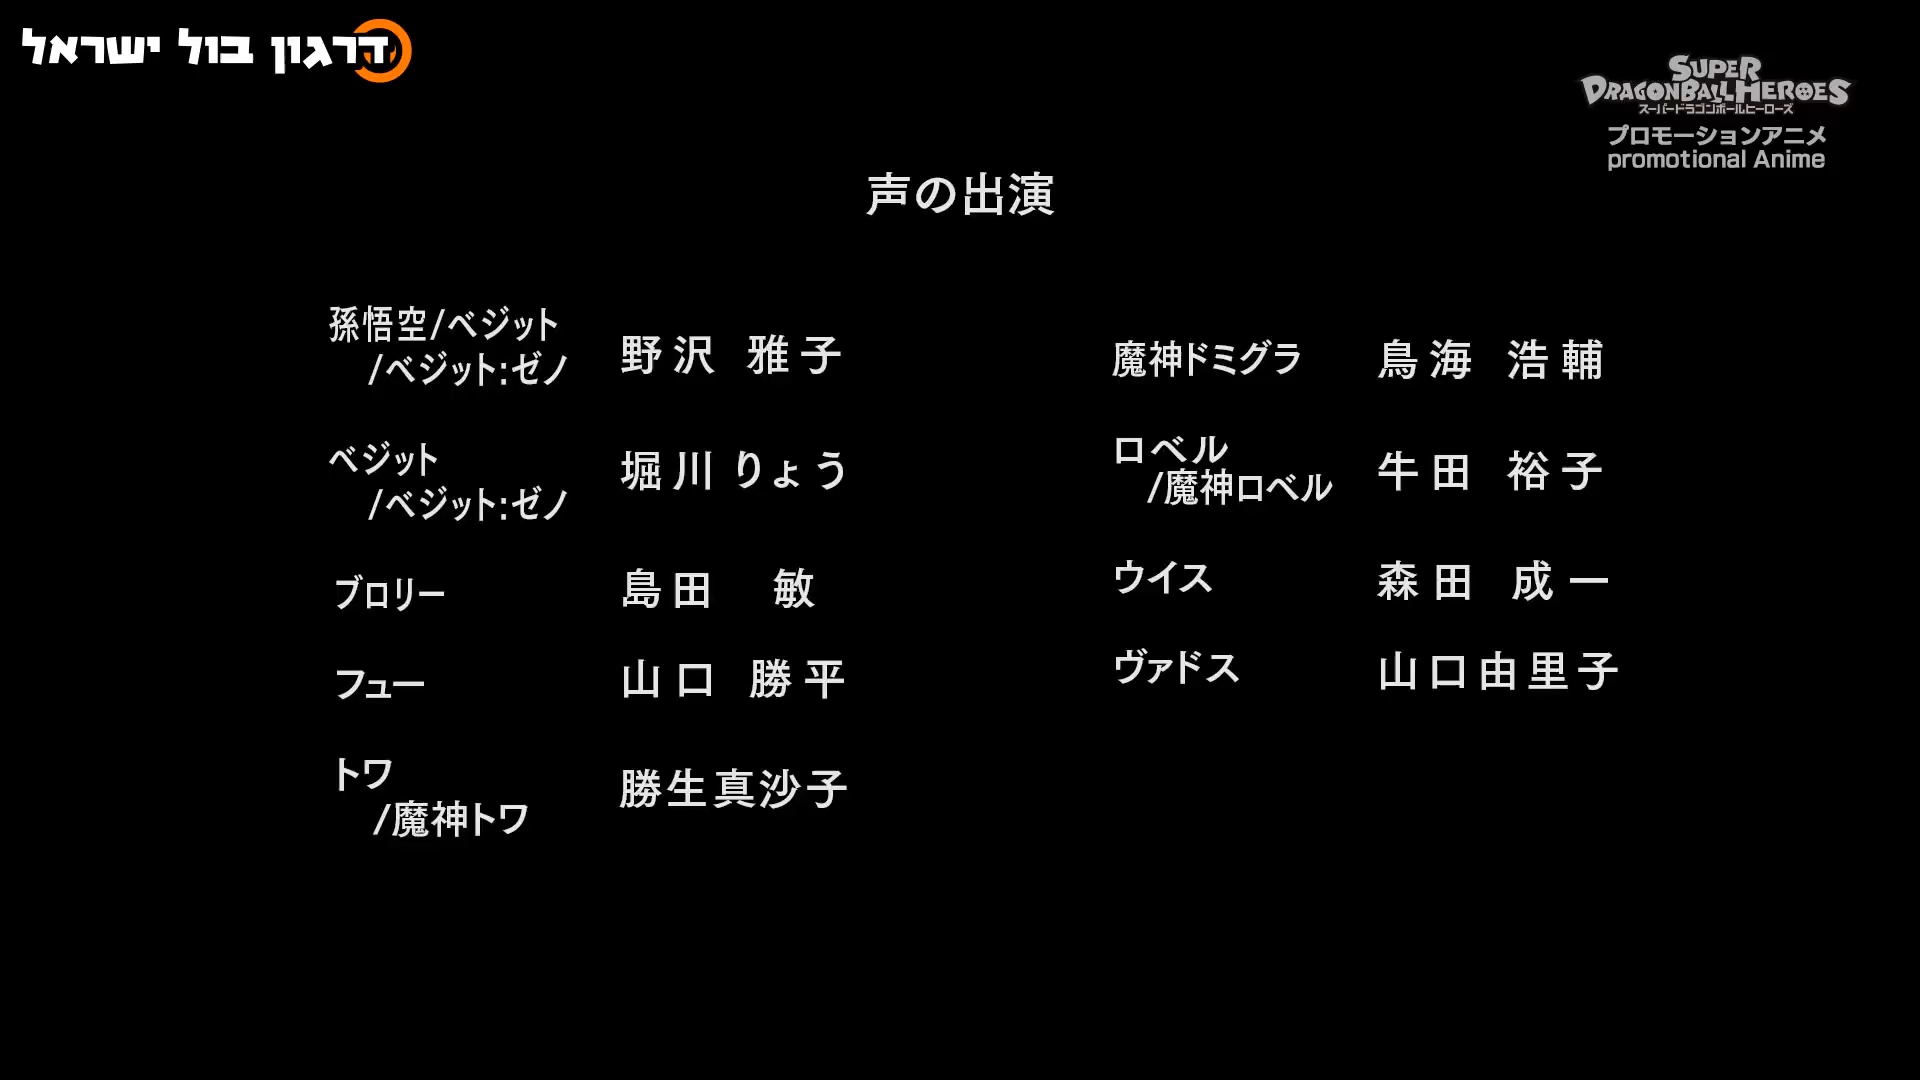 דרגון בול ישראל
SUPER
DRAGONBALL HEROES
スーパードラゴンボールヒーローズ
プロモーションアニメ
promotional Anime
声の出演
孫悟空/ベジット
/ベジット:ゼノ
野沢 雅子
ベジット
/ベジット:ゼノ
堀川りょう
ブロリー
島田 敏
フュー
山口 勝平
トワ
/魔神トワ
勝生真沙子
魔神ドミグラ
鳥海 浩輔
ロベル
/魔神ロベル
牛田 裕子
ウイス
森田 成一
ヴァドス
山口由里子